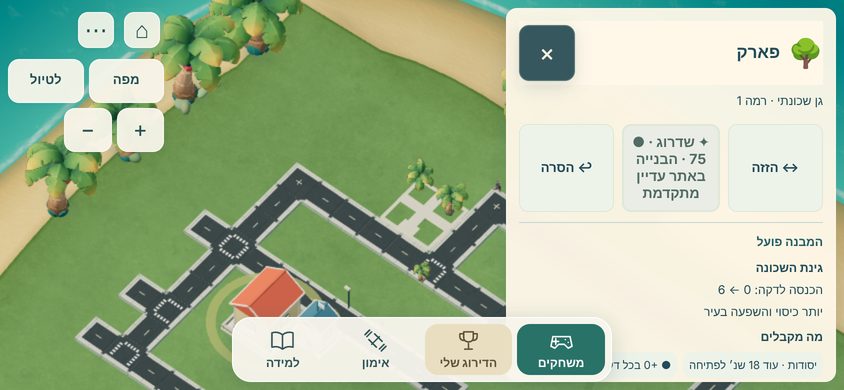 פארק
גן שכונתי · רמה 1
↔ הזזה
✦ שדרוג · ●
75 · הבנייה
באתר עדיין
מתקדמת
↩ הסרה
המבנה פועל
גינת השכונה
הכנסה לדקה: 0 ← 6
יותר כיסוי והשפעה בעיר
מה מקבלים
יסודות · עוד 18 שנ׳ לפתיחה
● +0 בכל
מפה
לטיול
+
−
משחקים
הדירוג שלי
אימון
למידה